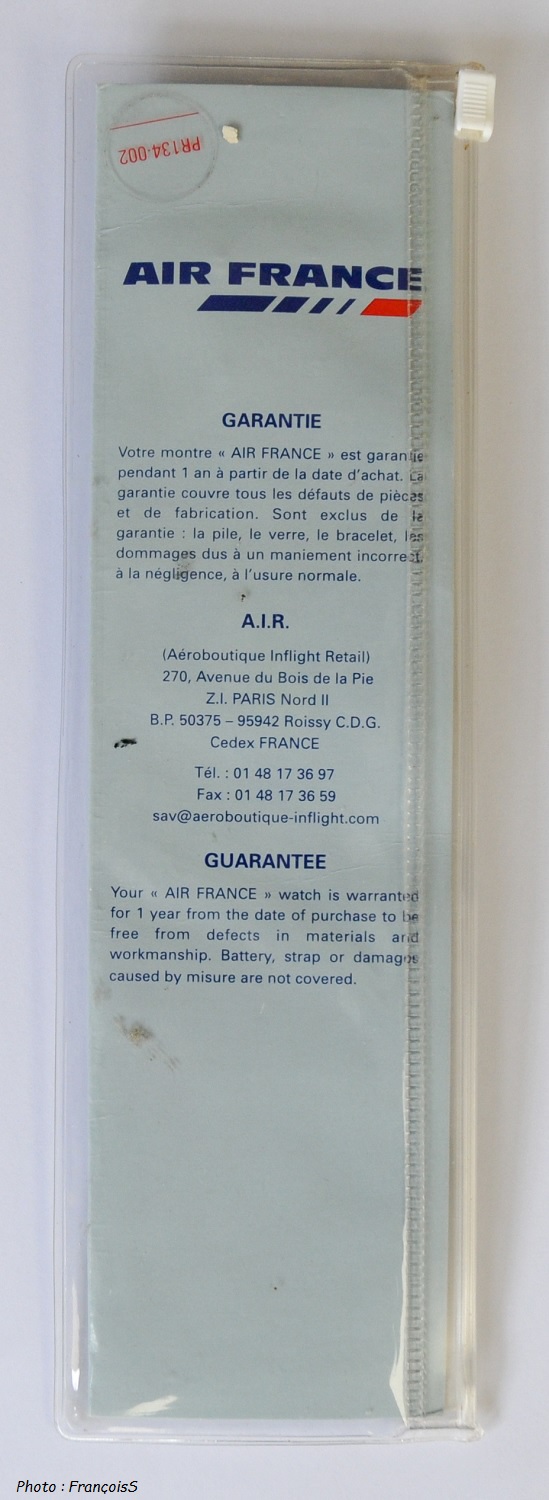 PR134-002
AIR FRANCE
GARANTIE
Votre montre « AIR FRANCE » est garantie
pendant 1 an à partir de la date d'achat. La
garantie couvre tous les défauts de pièces
et de fabrication. Sont exclus de la
garantie : la pile, le verre, le bracelet, les
dommages dus à un maniement incorrect,
à la négligence, à l'usure normale.
A.I.R.
(Aéroboutique Inflight Retail)
270, Avenue du Bois de la Pie
Z.I. PARIS Nord II
B.P. 50375 – 95942 Roissy C.D.G.
Cedex FRANCE
Tél. : 01 48 17 36 97
Fax : 01 48 17 36 59
sav@aeroboutique-inflight.com
GUARANTEE
Your « AIR FRANCE » watch is warranted
for 1 year from the date of purchase to be
free from defects in materials and
workmanship. Battery, strap or damages
caused by misure are not covered.
Photo : FrançoisS